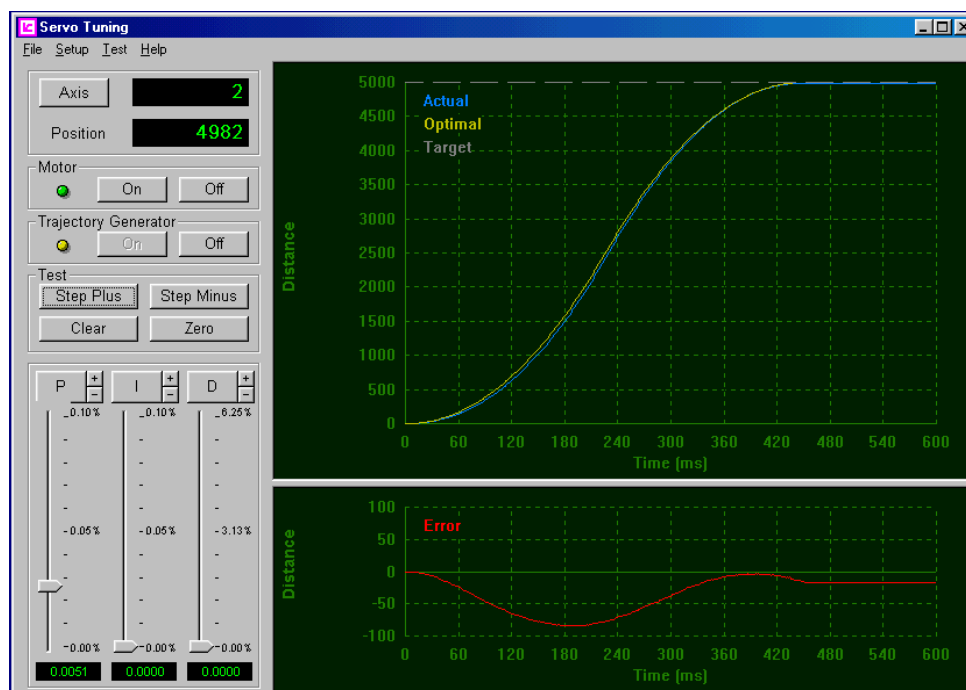 Servo Tuning
File Setup Test Help
Axis 2
Position 4982
Motor
On Off
Trajectory Generator
On Off
Test
Step Plus Step Minus
Clear Zero
P + - I + - D + -
0.10% 0.10% 6.25%
0.05% 0.05% 3.13%
0.00% 0.00% 0.00%
0.0051 0.0000 0.0000
Actual
Optimal
Target
Distance
5000
4500
4000
3500
3000
2500
2000
1500
1000
500
0
0 60 120 180 240 300 360 420 480 540 600
Time (ms)
Error
Distance
100
50
0
-50
-100
0 60 120 180 240 300 360 420 480 540 600
Time (ms)